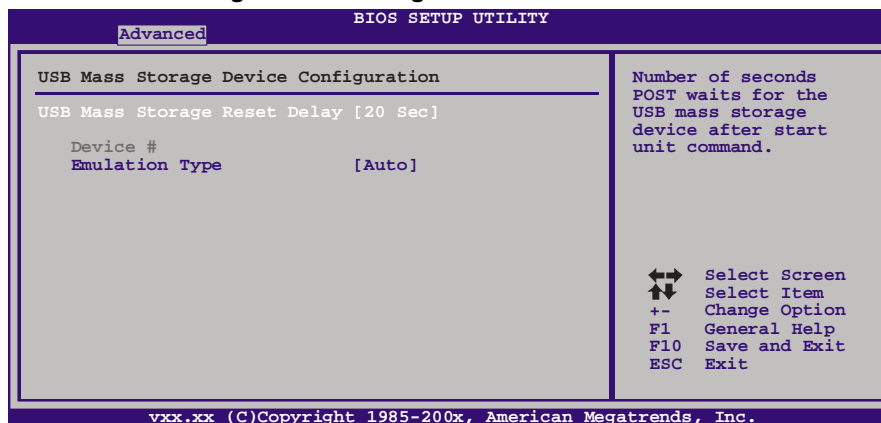 BIOS SETUP UTILITY
Advanced
USB Mass Storage Device Configuration
USB Mass Storage Reset Delay [20 Sec]
Device #
Emulation Type [Auto]
Number of seconds
POST waits for the
USB mass storage
device after start
unit command.
Select Screen
Select Item
+- Change Option
F1 General Help
F10 Save and Exit
ESC Exit
vxx.xx (C)Copyright 1985-200x, American Megatrends, Inc.